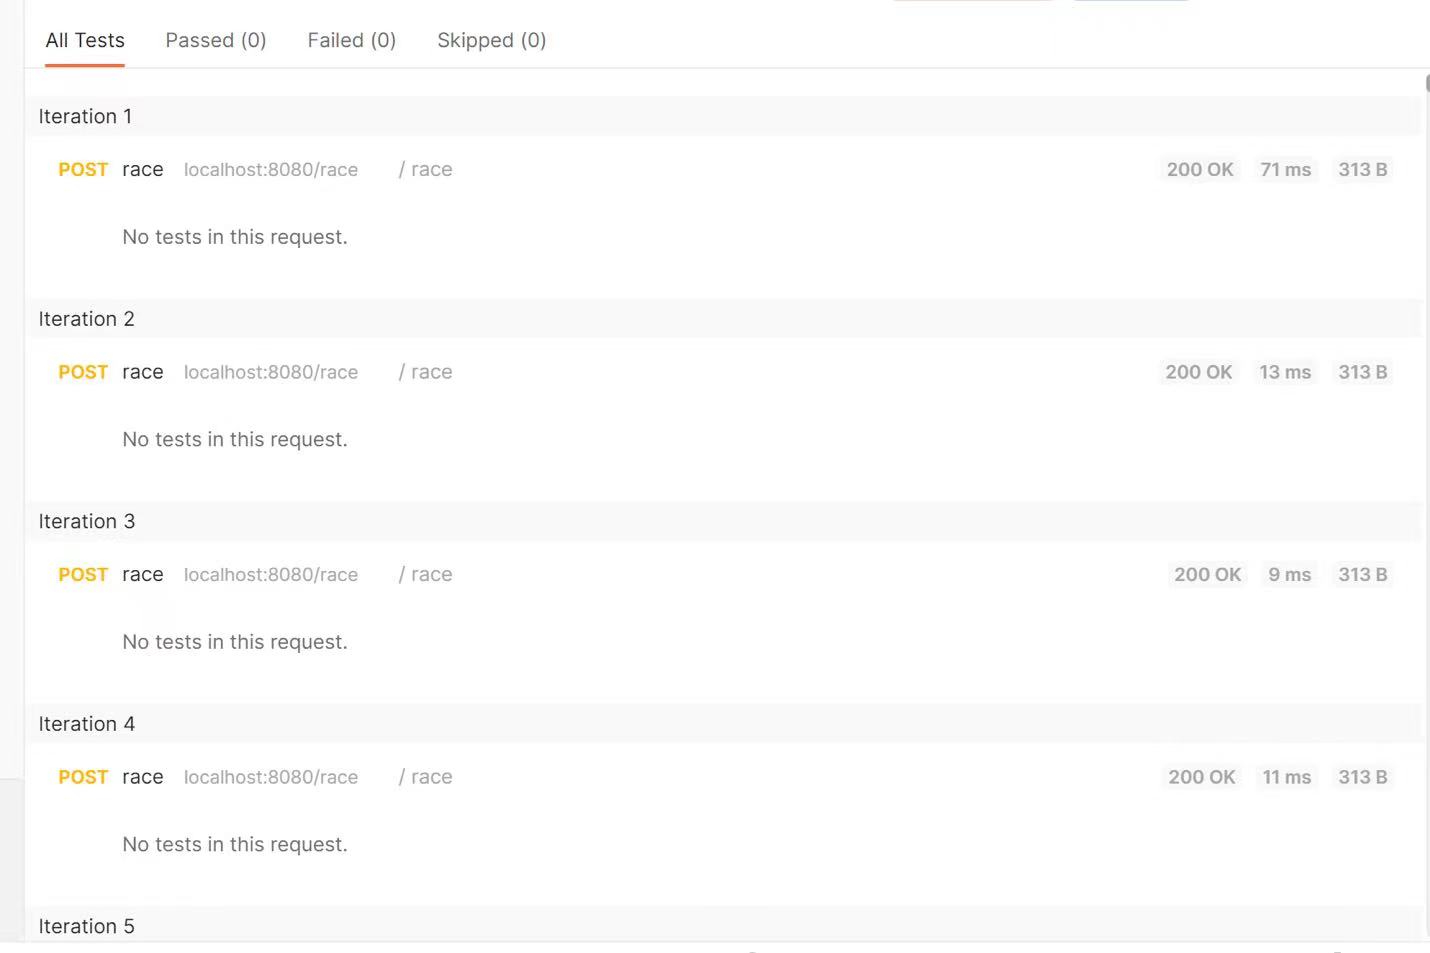 All Tests Passed (0) Failed (0) Skipped (0)
Iteration 1
POST race localhost:8080/race / race 200 OK 71 ms 313 B
No tests in this request.
Iteration 2
POST race localhost:8080/race / race 200 OK 13 ms 313 B
No tests in this request.
Iteration 3
POST race localhost:8080/race / race 200 OK 9 ms 313 B
No tests in this request.
Iteration 4
POST race localhost:8080/race / race 200 OK 11 ms 313 B
No tests in this request.
Iteration 5